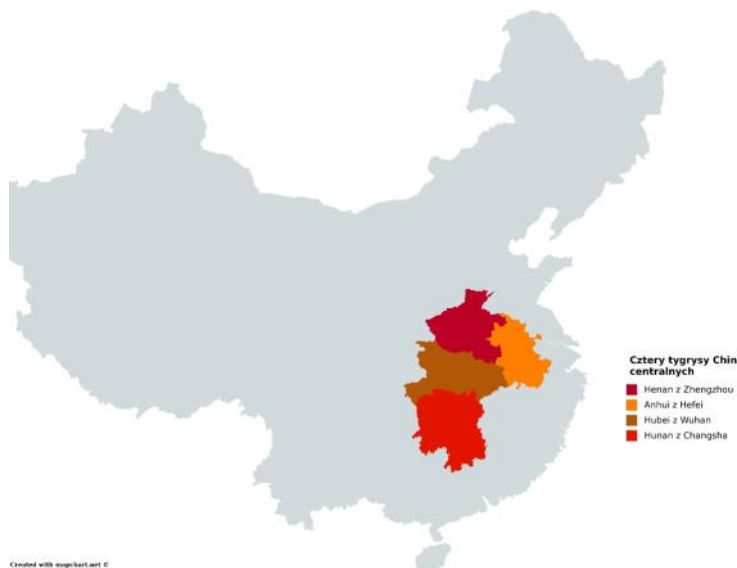 Cztery tygrysy Chin
centralnych
Henan z Zhengzhou
Anhui z Hefei
Hubei z Wuhan
Hunan z Changsha
Created with mapchart.net ©